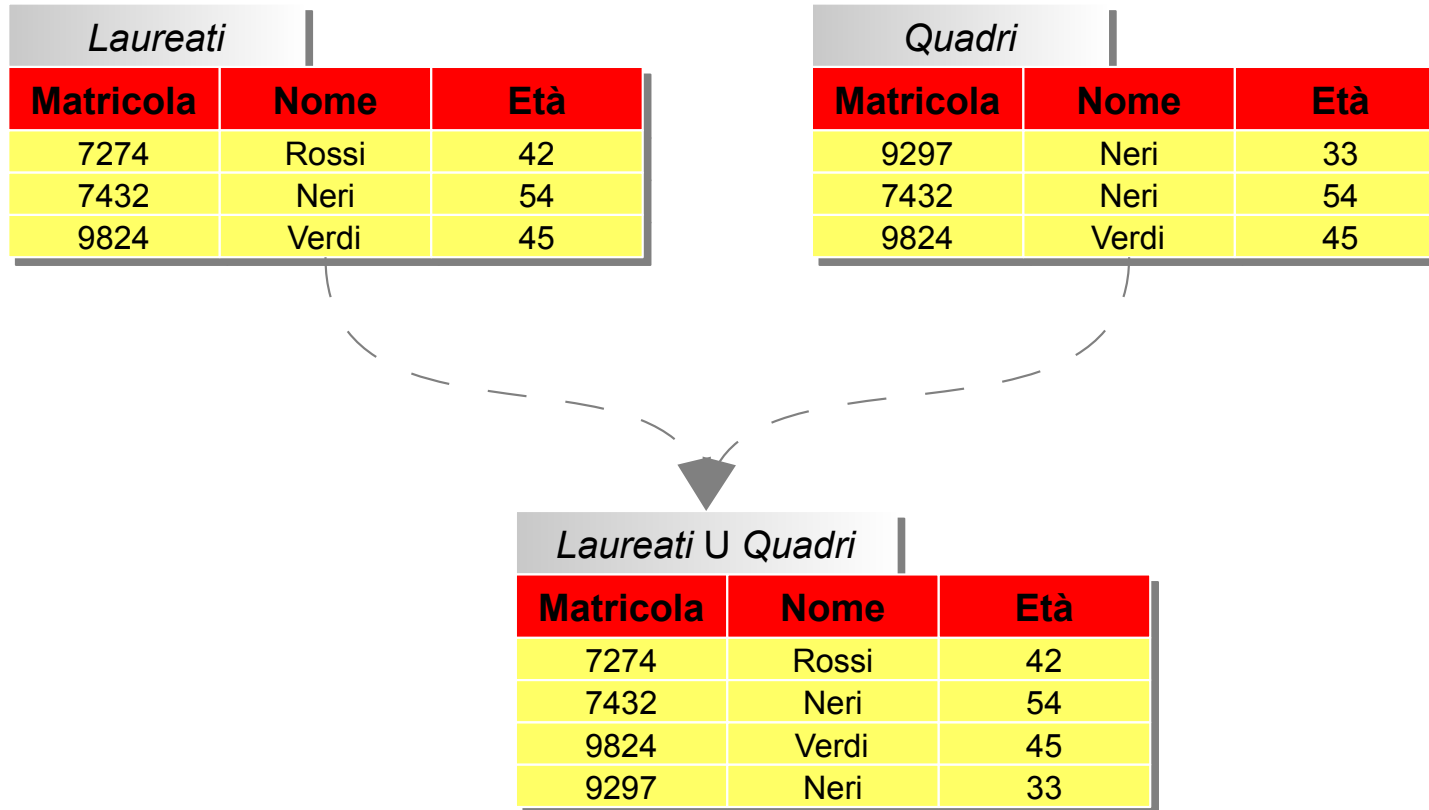 Laureati
Matricola Nome Età
7274 Rossi 42
7432 Neri 54
9824 Verdi 45
Quadri
Matricola Nome Età
9297 Neri 33
7432 Neri 54
9824 Verdi 45
Laureati U Quadri
Matricola Nome Età
7274 Rossi 42
7432 Neri 54
9824 Verdi 45
9297 Neri 33